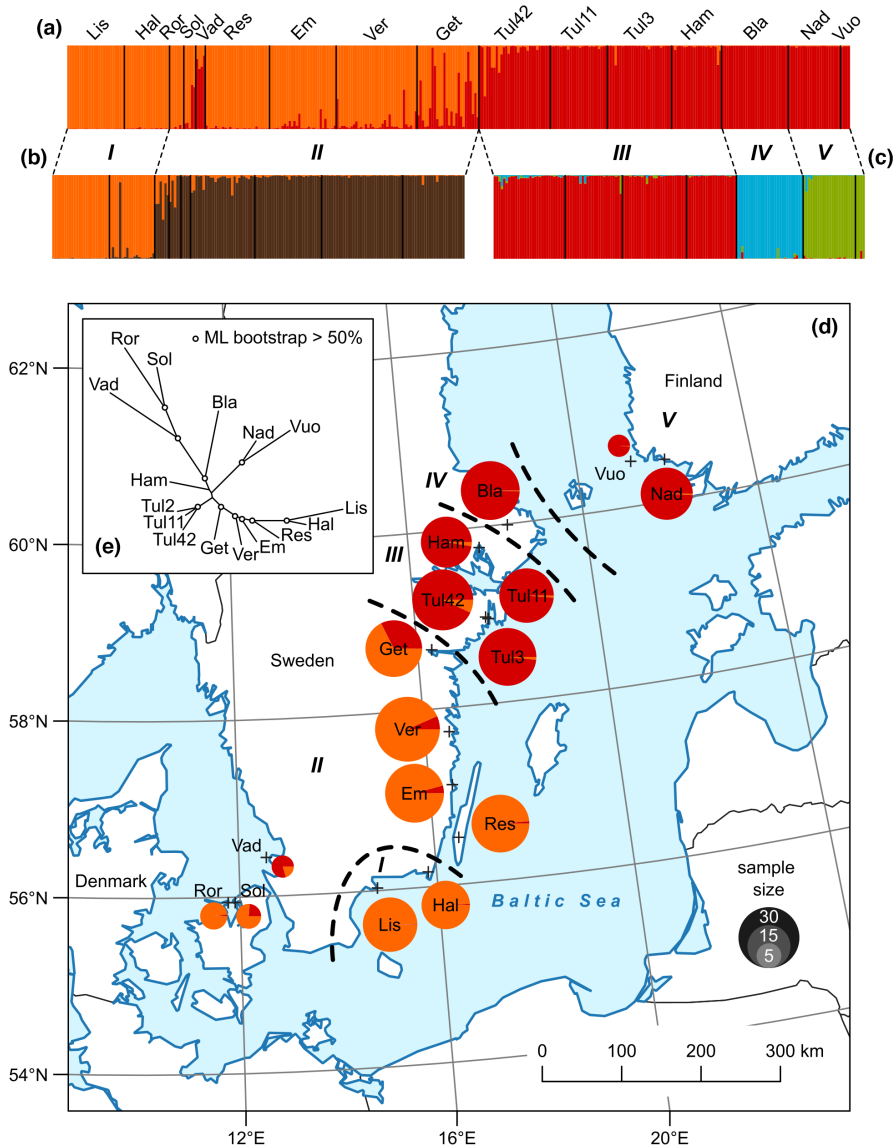 (a)
Lis Hal Ror Sol Vad Res Em Ver Get Tul42 Tul11 Tul3 Ham Bla Nad Vuo
(b) I II III IV V (c)
(d)
Ror
Sol
Vad
ML bootstrap > 50%
Bla
Nad
Vuo
Ham
Tul2
Tul11
Tul42
Get
Ver
Em
Res
Hal
Lis
(e)
62°N
60°N
58°N
56°N
54°N
12°E
16°E
20°E
Finland
V
Vuo
Nad
IV
Bla
III
Ham
Tul42
Tul11
Get
Tul3
Sweden
Ver
II
Em
Res
Vad
Denmark
Ror
Sol
I
Lis
Hal
Baltic Sea
sample
size
30
15
5
0 100 200 300 km